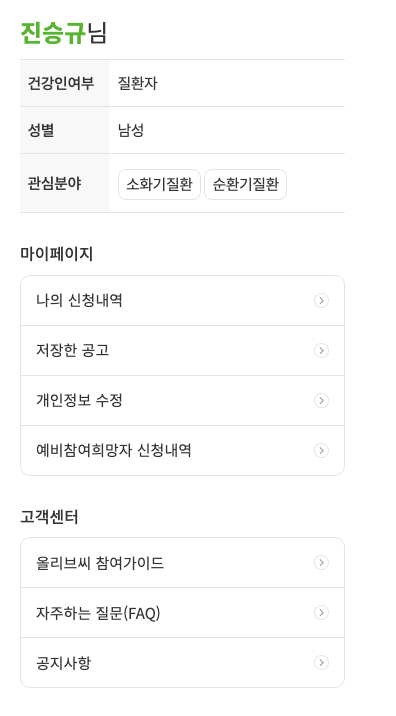 진승규님
건강인여부 질환자
성별 남성
관심분야 소화기질환 순환기질환
마이페이지
나의 신청내역
저장한 공고
개인정보 수정
예비참여희망자 신청내역
고객센터
올리브씨 참여가이드
자주하는 질문(FAQ)
공지사항